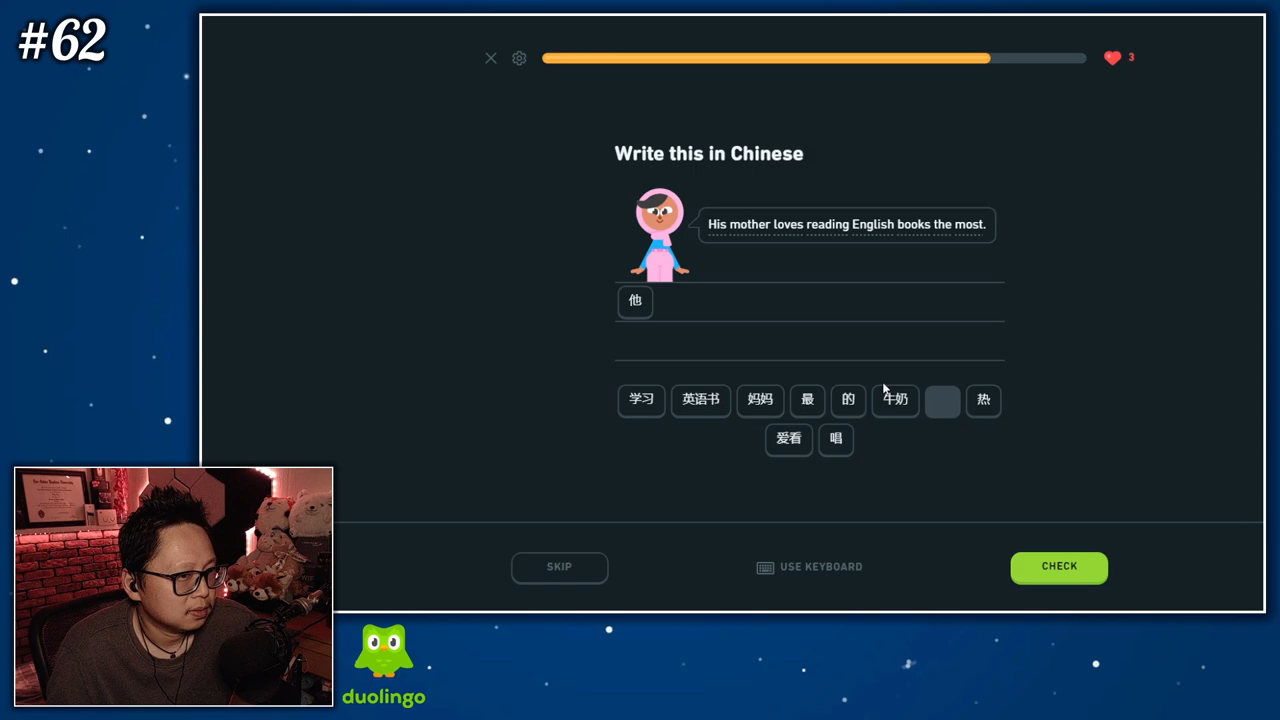 #62
3
Write this in Chinese
His mother loves reading English books the most.
他
学习 英语书 妈妈 最 的 牛奶 热
爱看 唱
SKIP USE KEYBOARD CHECK
duolingo